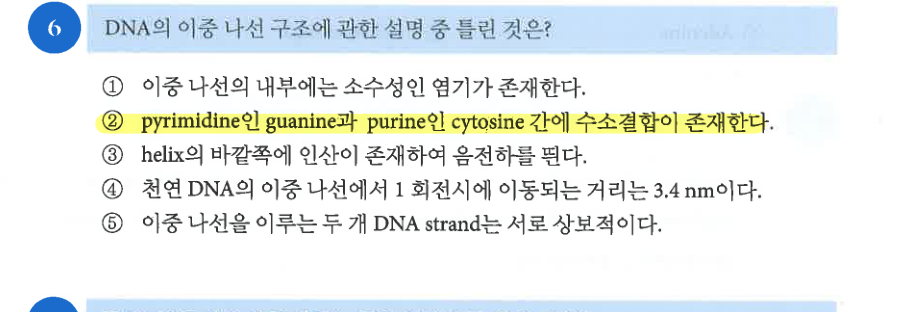 6 DNA의 이중 나선 구조에 관한 설명 중 틀린 것은?
① 이중 나선의 내부에는 소수성인 염기가 존재한다.
② pyrimidine인 guanine과 purine인 cytosine 간에 수소결합이 존재한다.
③ helix의 바깥쪽에 인산이 존재하여 음전하를 띈다.
④ 천연 DNA의 이중 나선에서 1 회전시에 이동되는 거리는 3.4 nm이다.
⑤ 이중 나선을 이루는 두 개 DNA strand는 서로 상보적이다.